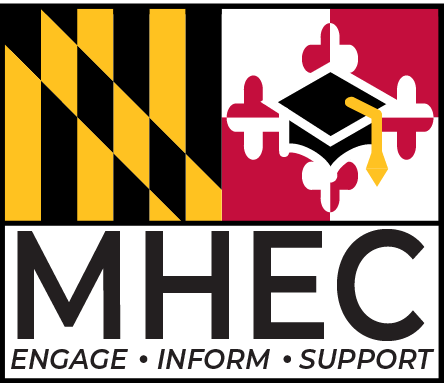 MHEC
ENGAGE • INFORM • SUPPORT